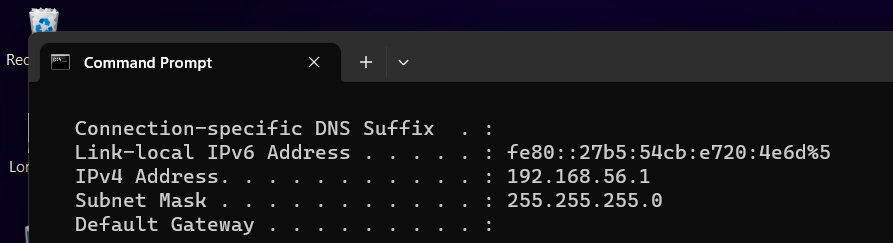 Rec
Command Prompt
Connection-specific DNS Suffix  . :
Lor
Link-local IPv6 Address . . . . . : fe80::27b5:54cb:e720:4e6d%5
IPv4 Address. . . . . . . . . . . : 192.168.56.1
Subnet Mask . . . . . . . . . . . : 255.255.255.0
Default Gateway . . . . . . . . . :